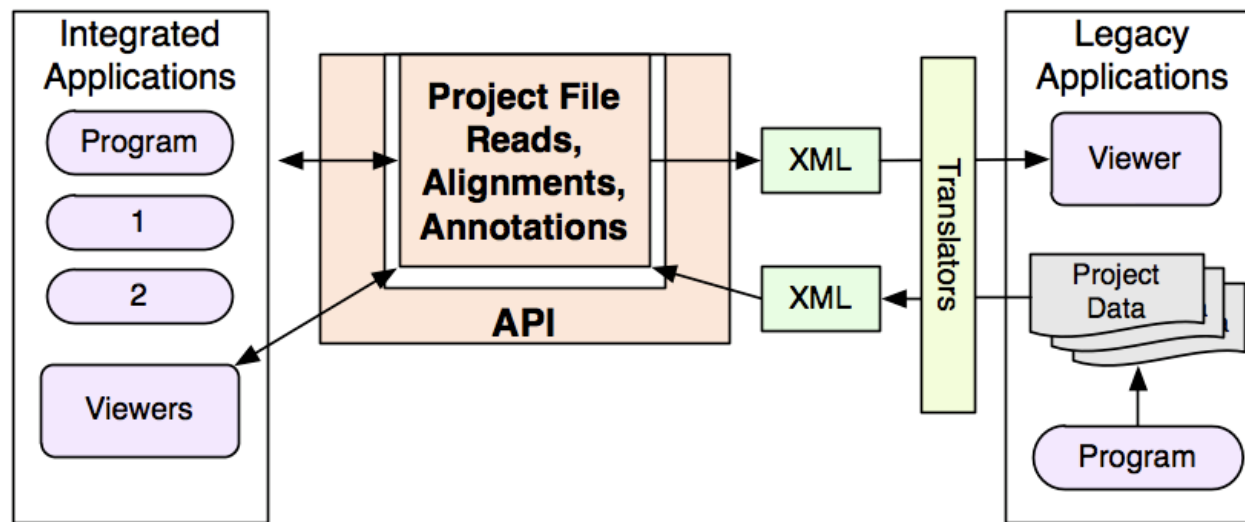 Integrated
Applications
Program
1
2
Viewers
Project File
Reads,
Alignments,
Annotations
API
XML
XML
Translators
Legacy
Applications
Viewer
Project
Data
a
a
Program